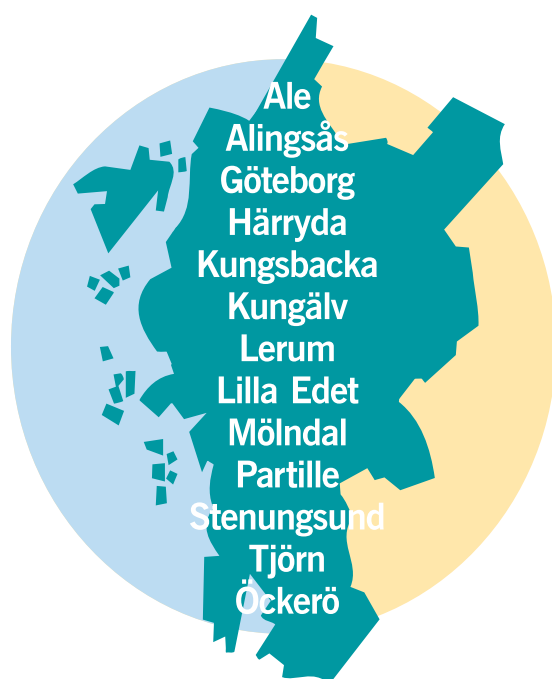 Ale
Alingsås
Göteborg
Härryda
Kungsbacka
Kungälv
Lerum
Lilla Edet
Mölndal
Partille
Stenungsund
Tjörn
Öckerö